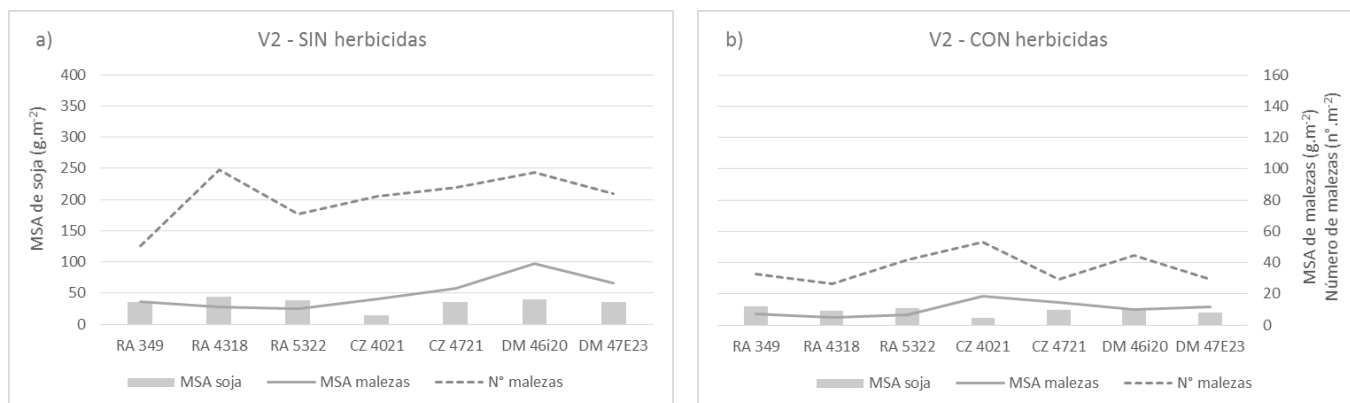 a)
V2 - SIN herbicidas
MSA de soja (g.m-2)
400
350
300
250
200
150
100
50
0
RA 349 RA 4318 RA 5322 CZ 4021 CZ 4721 DM 46i20 DM 47E23
MSA soja MSA malezas N° malezas
b)
V2 - CON herbicidas
160
140
120
100
80
60
40
20
0
MSA de malezas (g.m-2)
Número de malezas (n°.m-2)
RA 349 RA 4318 RA 5322 CZ 4021 CZ 4721 DM 46i20 DM 47E23
MSA soja MSA malezas N° malezas